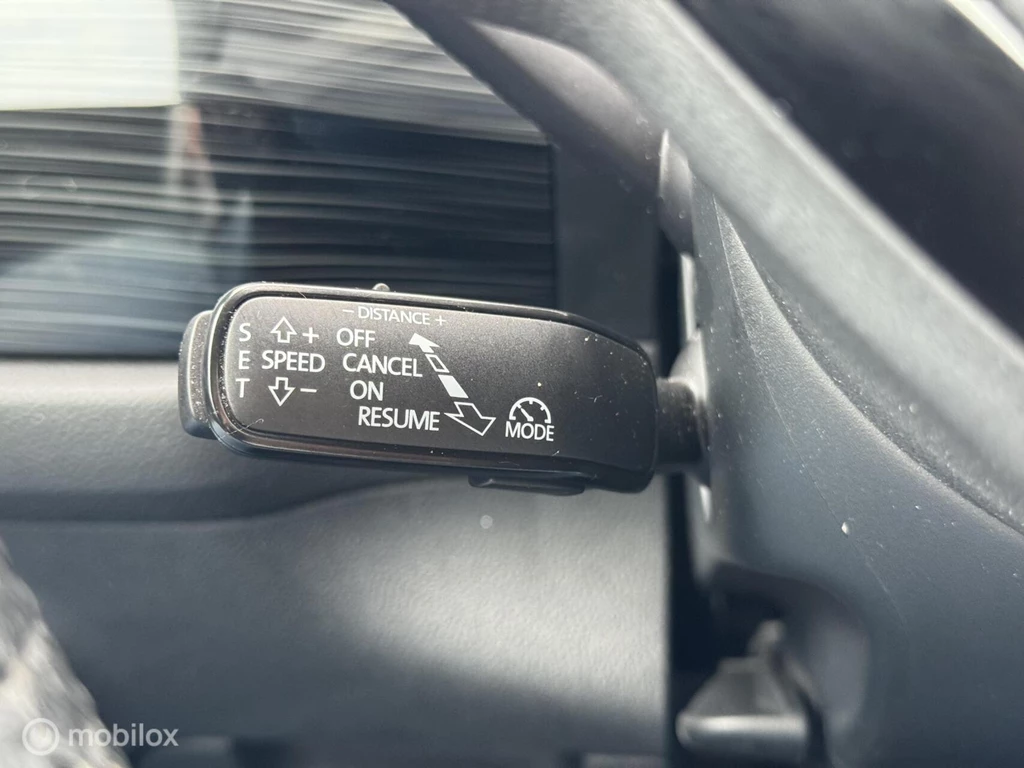 - DISTANCE +
S + OFF
E SPEED CANCEL
T - ON
RESUME
MODE
mobilox